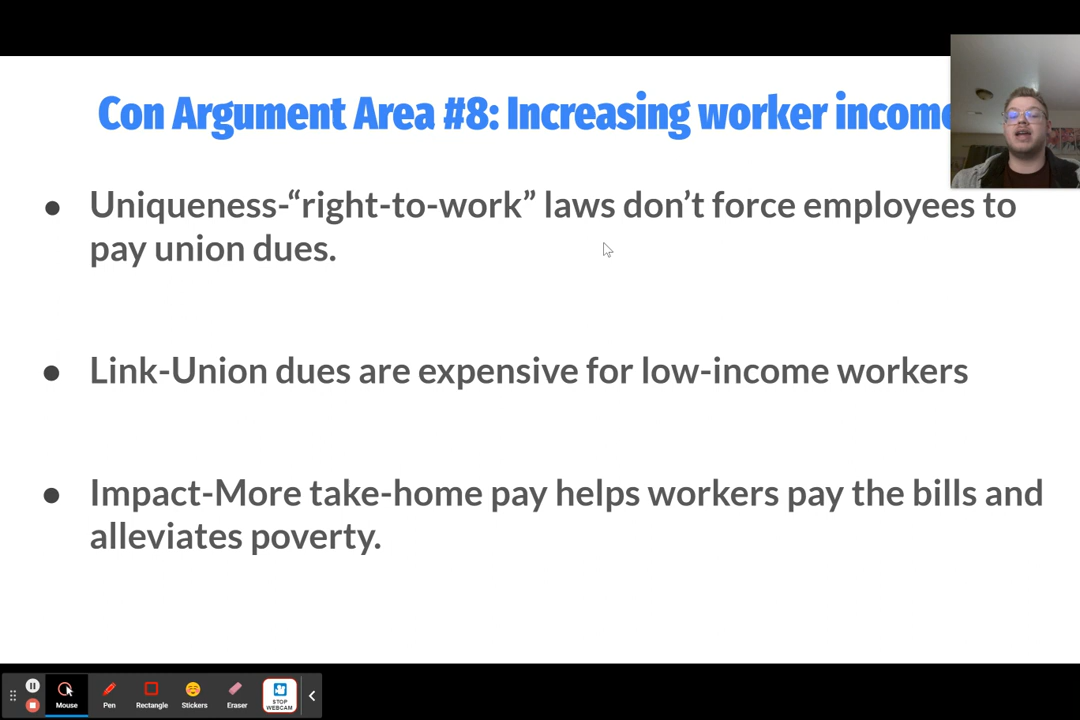 Con Argument Area #8: Increasing worker income
● Uniqueness-“right-to-work” laws don’t force employees to
pay union dues.
● Link-Union dues are expensive for low-income workers
● Impact-More take-home pay helps workers pay the bills and
alleviates poverty.
Mouse
Pen
Rectangle
Stickers
Eraser
STOP
WEBCAM